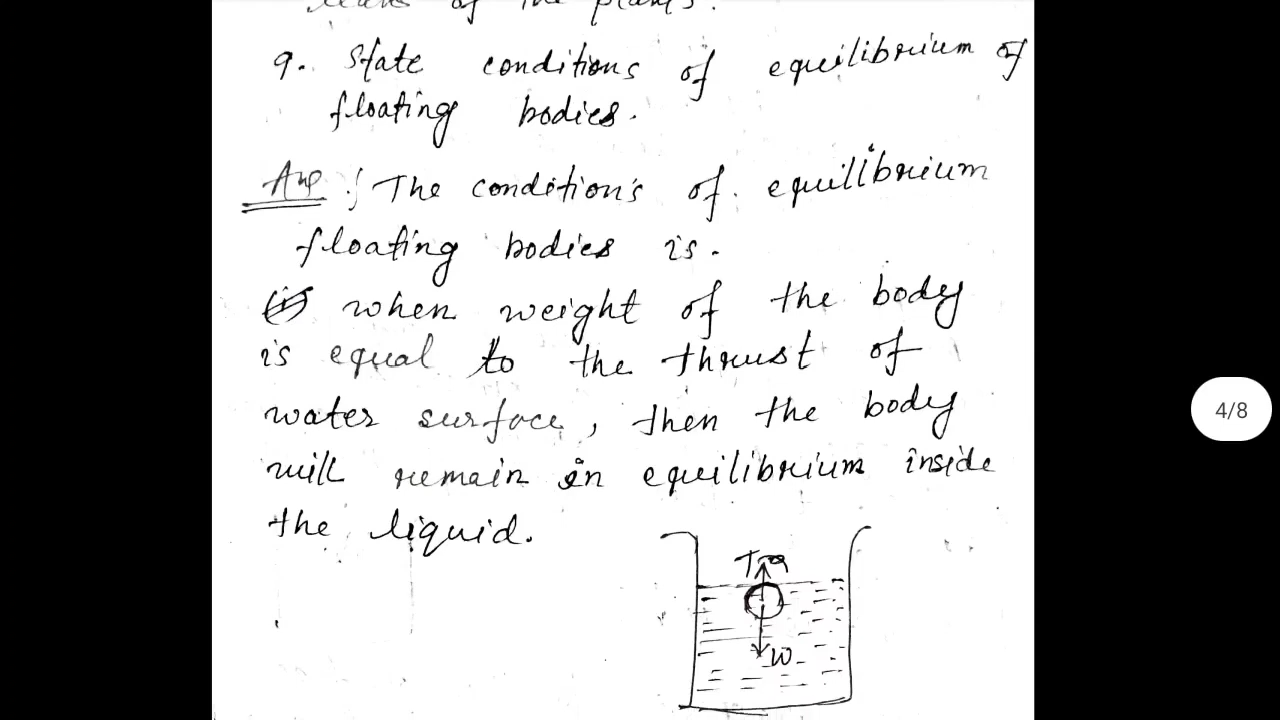 9. State conditions of equilibrium of
floating bodies.
Ans : The condition's of equillibrium
floating bodies is.
(i) when weight of the body
is equal to the thrust of
water surface, then the body
will remain in equilibrium inside
the liquid.
W
4/8